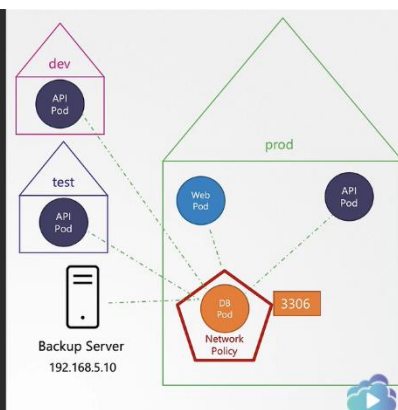 dev
API
Pod
test
API
Pod
Backup Server
192.168.5.10
prod
Web
Pod
API
Pod
DB
Pod
3306
Network
Policy